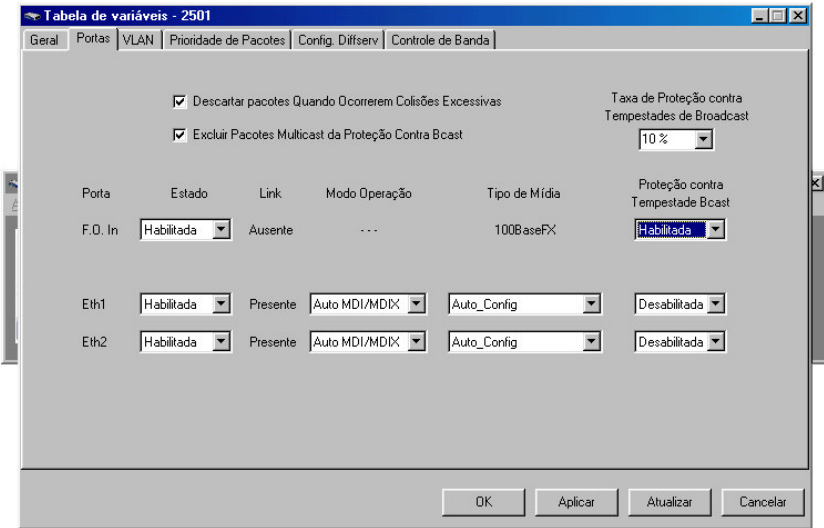 Tabela de variáveis - 2501
Geral Portas VLAN Prioridade de Pacotes Config. Diffserv Controle de Banda
Descartar pacotes Quando Ocorrerem Colisões Excessivas
Excluir Pacotes Multicast da Proteção Contra Bcast
Taxa de Proteção contra
Tempestades de Broadcast
10 %
Porta Estado Link Modo Operação Tipo de Mídia Proteção contra
Tempestade Bcast
F.O. In Habilitada Ausente - - - 100BaseFX Habilitada
Eth1 Habilitada Presente Auto MDI/MDIX Auto_Config Desabilitada
Eth2 Habilitada Presente Auto MDI/MDIX Auto_Config Desabilitada
OK Aplicar Atualizar Cancelar